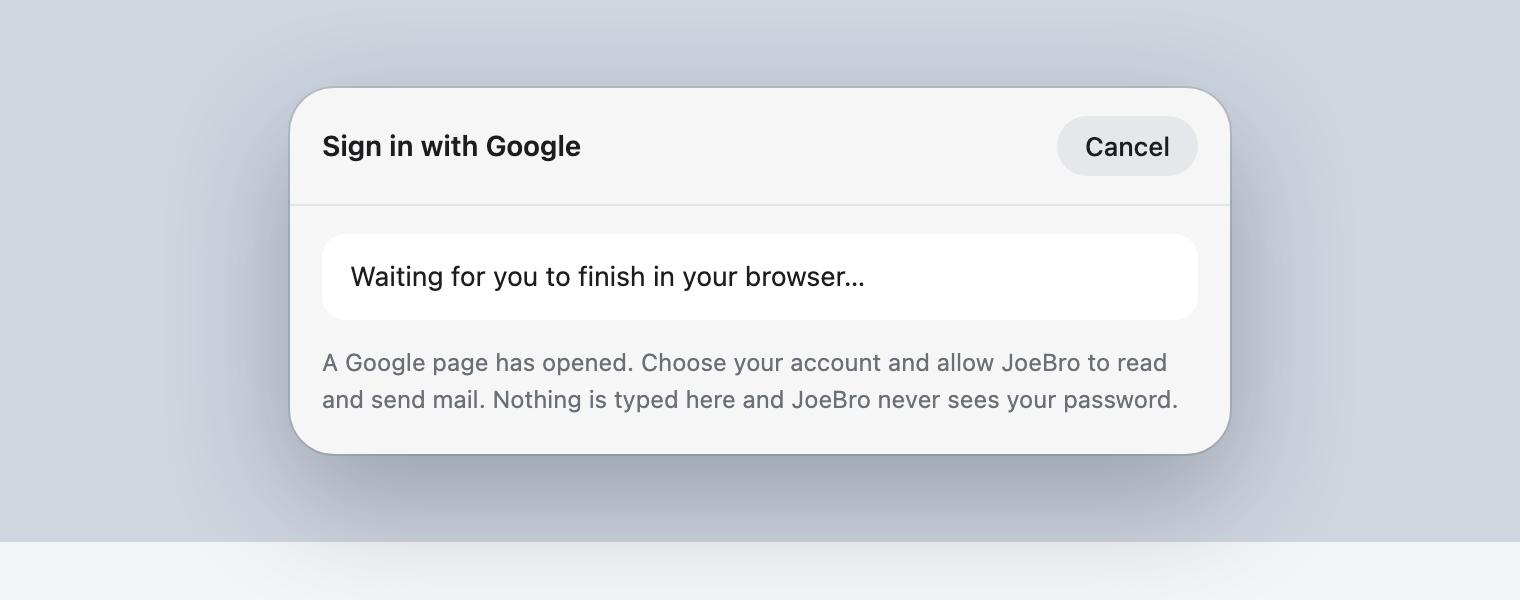 Sign in with Google
Cancel
Waiting for you to finish in your browser...
A Google page has opened. Choose your account and allow JoeBro to read
and send mail. Nothing is typed here and JoeBro never sees your password.